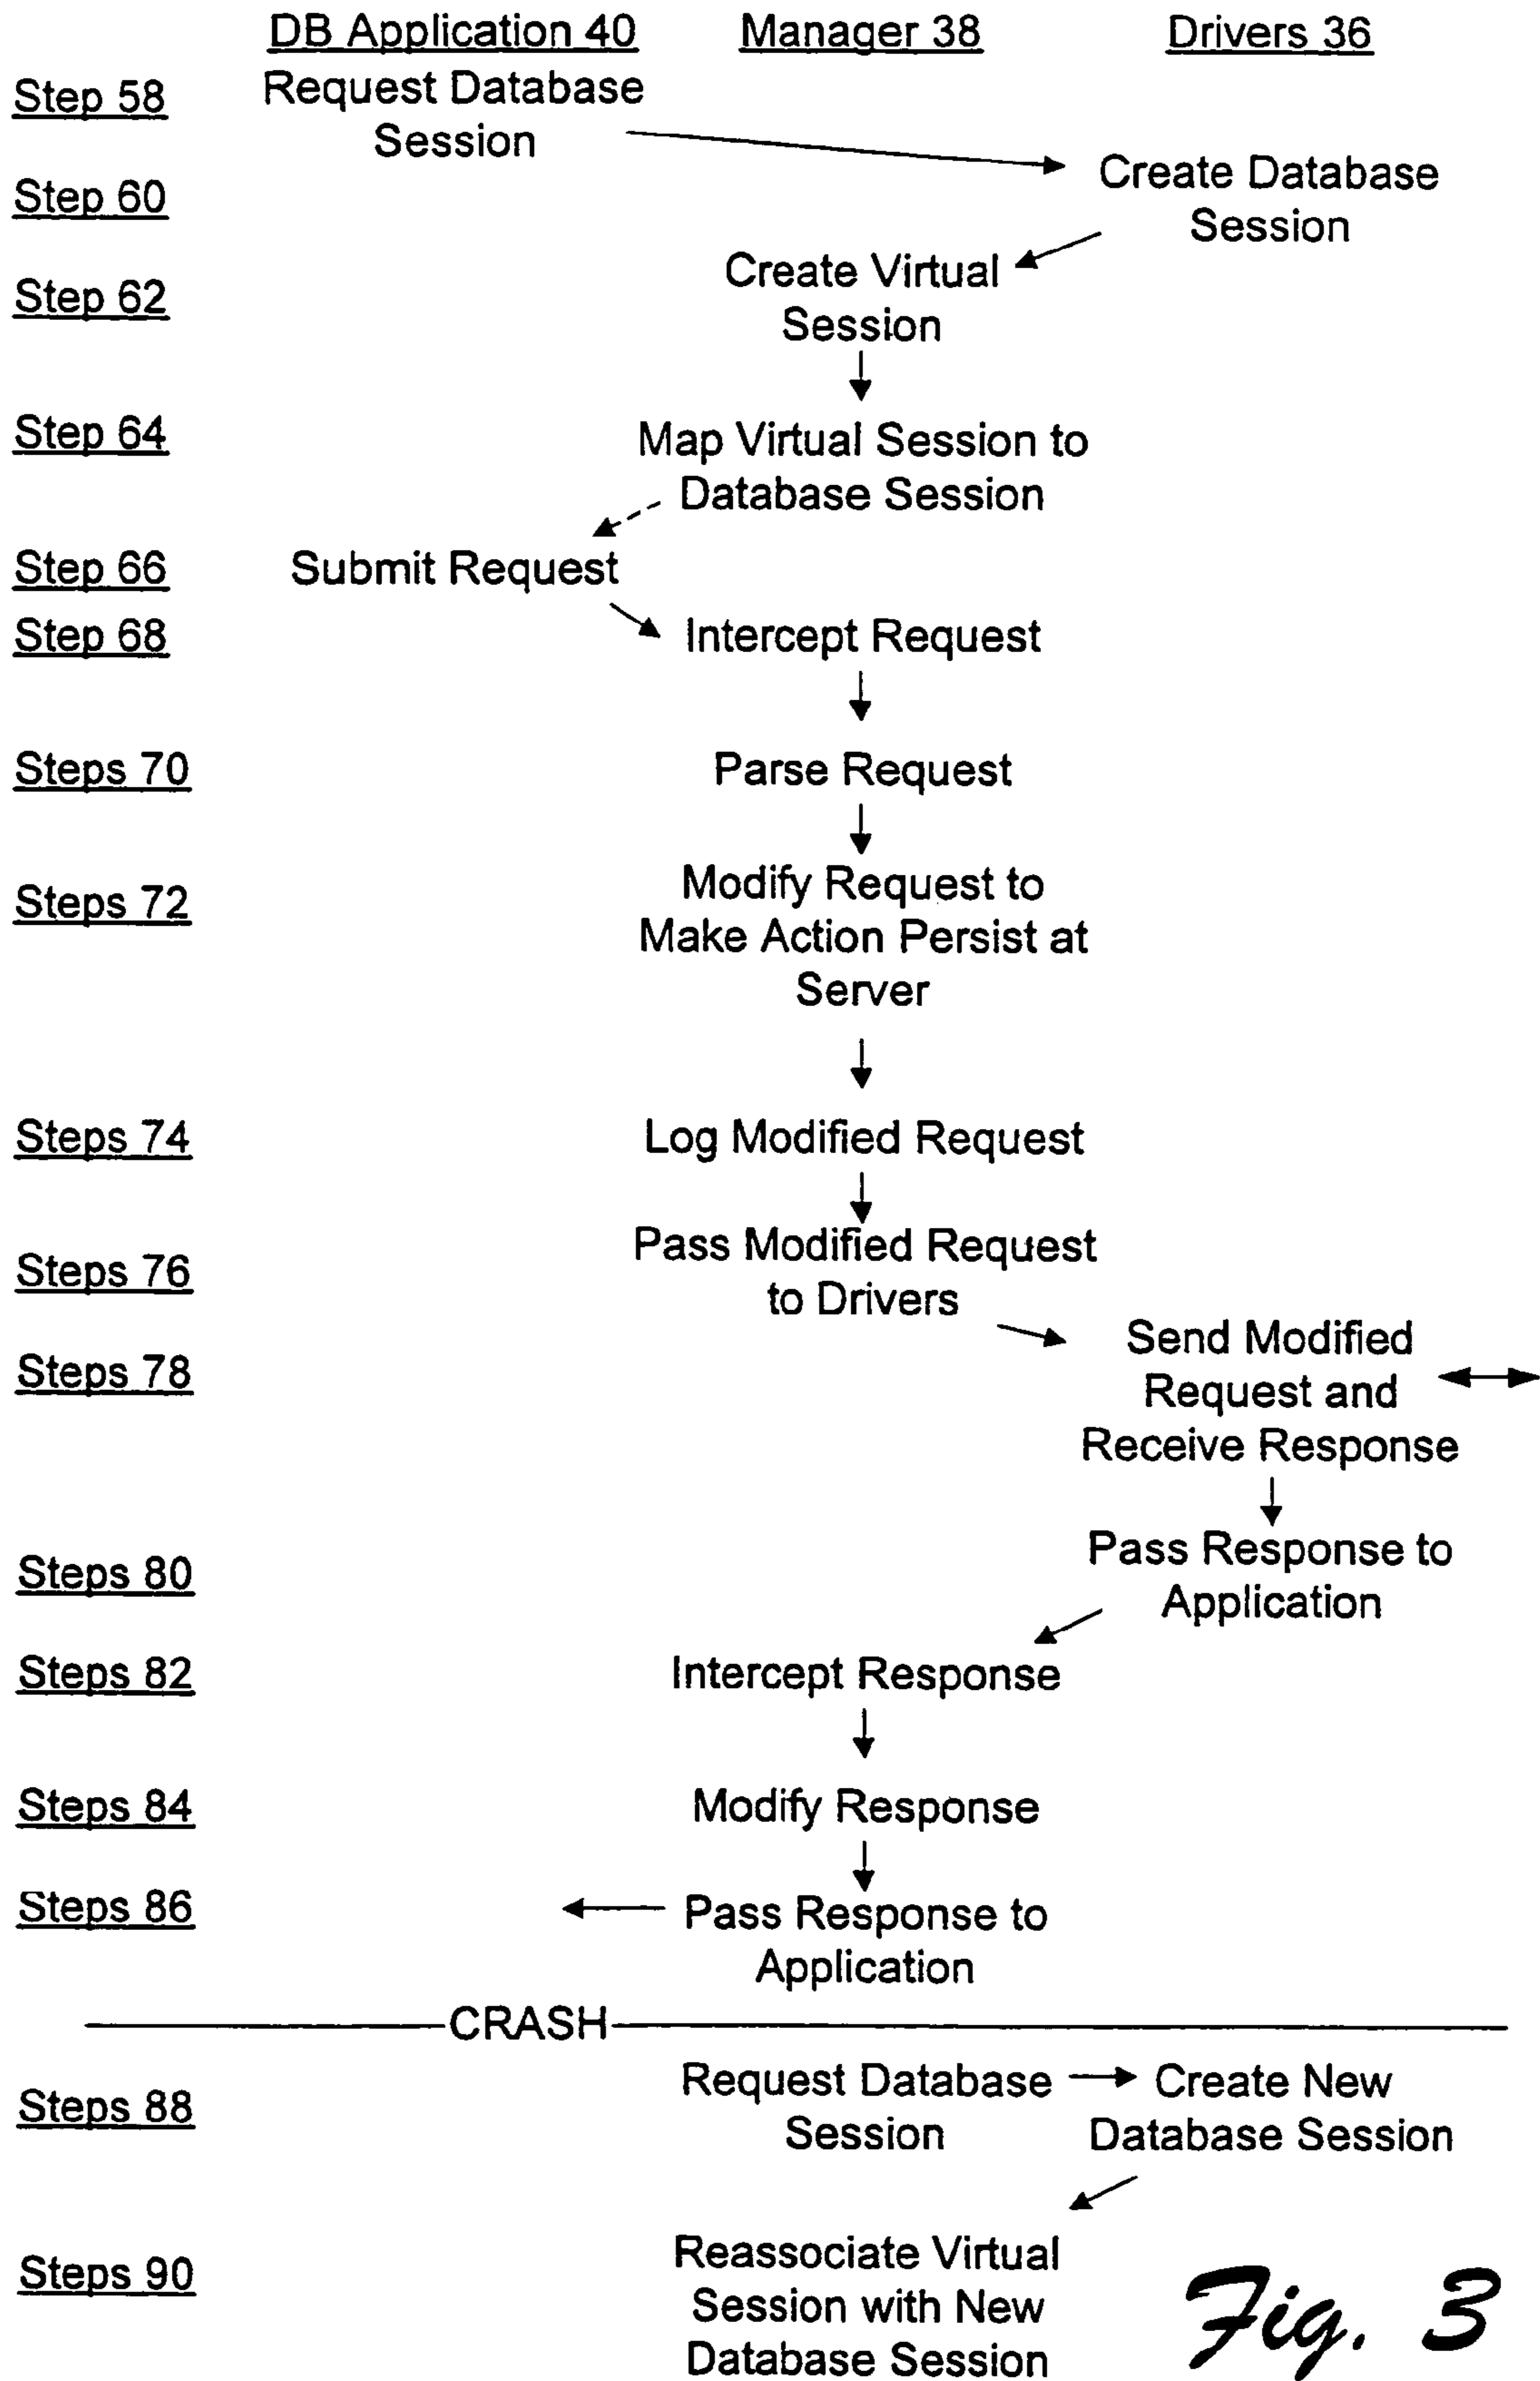 DB Application 40 Manager 38 Drivers 36
Step 58 Request Database
Session
Create Database
Step 60
Session
Create Virtual
Step 62
Session
Step 64
Map Virtual Session to
Database Session
Step 66 Submit Request
Step 68 Intercept Request
Steps 70 Parse Request
Modify Request to
Steps 72
Make Action Persist at
Server
Steps 74 Log Modified Request
Pass Modified Request
Steps 76
to Drivers
Send Modified
Steps 78
Request and
Receive Response
Pass Response to
Steps 80
Application
Steps 82 Intercept Response
Steps 84 Modify Response
Steps 86 Pass Response to
Application
CRASH
Request Database Create New
Steps 88
Session Database Session
Reassociate Virtual
Steps 90
Session with New
Database Session
Fig. 3